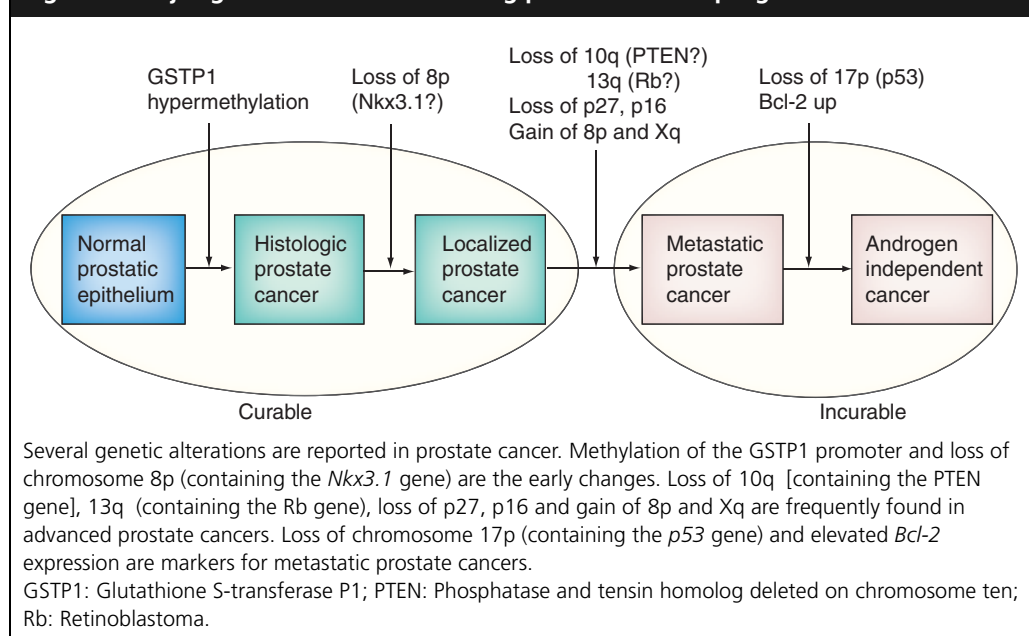 GSTP1
hypermethylation
Loss of 8p
(Nkx3.1?)
Loss of 10q (PTEN?)
13q (Rb?)
Loss of p27, p16
Gain of 8p and Xq
Loss of 17p (p53)
Bcl-2 up
Normal
prostatic
epithelium
Histologic
prostate
cancer
Localized
prostate
cancer
Metastatic
prostate
cancer
Androgen
independent
cancer
Curable
Incurable
Several genetic alterations are reported in prostate cancer. Methylation of the GSTP1 promoter and loss of
chromosome 8p (containing the Nkx3.1 gene) are the early changes. Loss of 10q [containing the PTEN
gene], 13q (containing the Rb gene), loss of p27, p16 and gain of 8p and Xq are frequently found in
advanced prostate cancers. Loss of chromosome 17p (containing the p53 gene) and elevated Bcl-2
expression are markers for metastatic prostate cancers.
GSTP1: Glutathione S-transferase P1; PTEN: Phosphatase and tensin homolog deleted on chromosome ten;
Rb: Retinoblastoma.